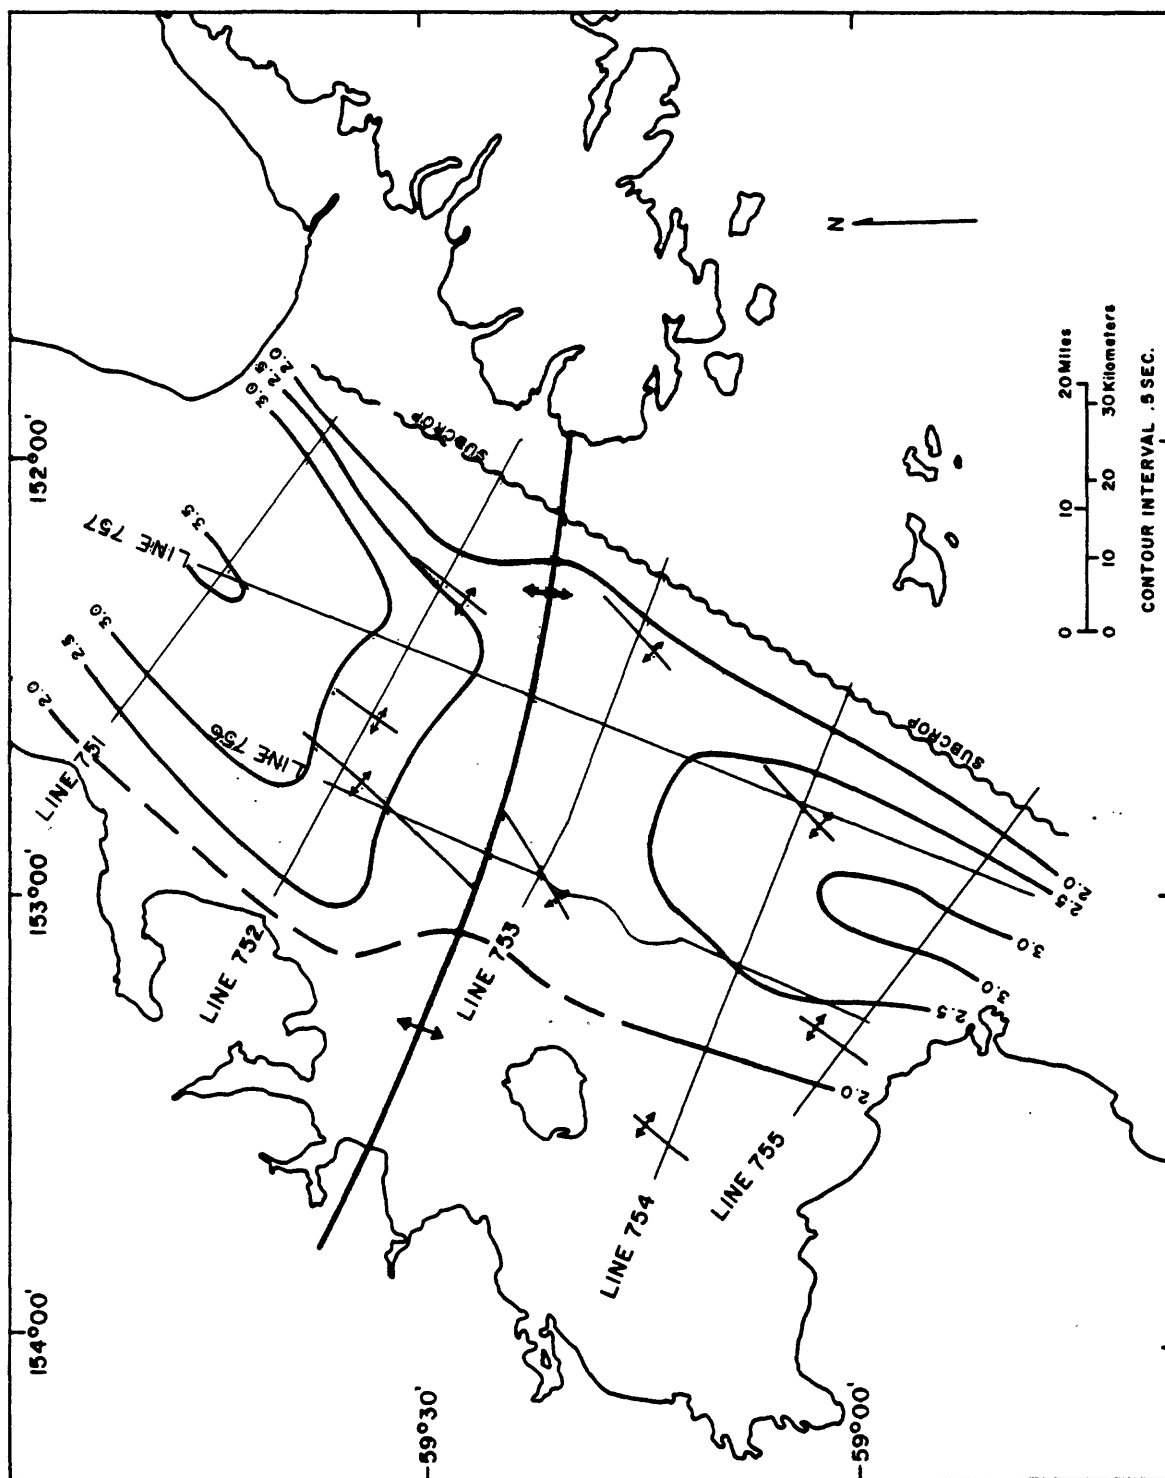 152°00'
153°00'
154°00'
59°30'
59°00'
N
LINE 757
3.5
3.0
2.5
2.0
3.0
2.5
2.0
LINE 751
LINE 756
LINE 752
LINE 753
SUBCROP
SUBCROP
LINE 754
LINE 755
2.0
2.5
3.0
3.0
2.5
2.0
0 10 20 Miles
0 10 20 30 Kilometers
CONTOUR INTERVAL .5 SEC.